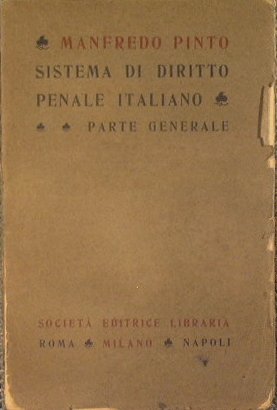 MANFREDO PINTO
SISTEMA DI DIRITTO
PENALE ITALIANO
PARTE GENERALE
SOCIETÀ EDITRICE LIBRARIA
ROMA MILANO NAPOLI